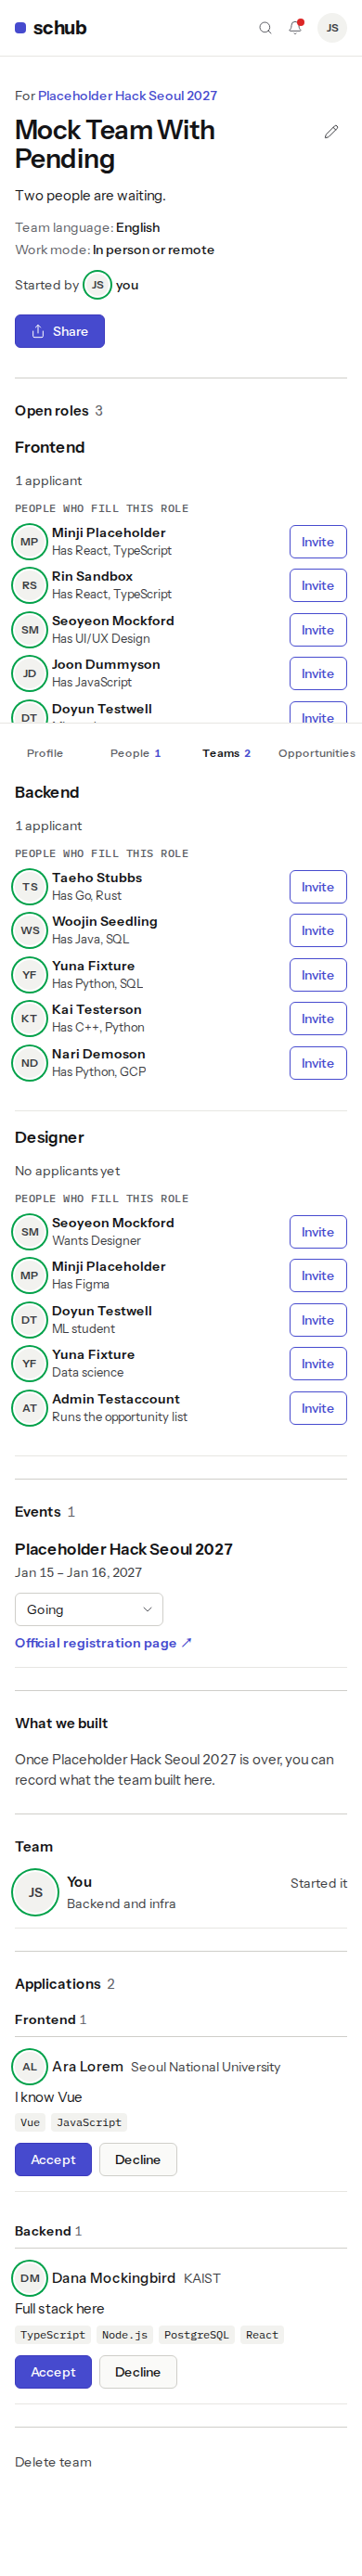 schub
JS
For Placeholder Hack Seoul 2027
Mock Team With
Pending
Two people are waiting.
Team language: English
Work mode: In person or remote
Started by JS you
Share
Open roles 3
Frontend
1 applicant
PEOPLE WHO FILL THIS ROLE
MP Minji Placeholder Invite
Has React, TypeScript
RS Rin Sandbox Invite
Has React, TypeScript
SM Seoyeon Mockford Invite
Has UI/UX Design
JD Joon Dummyson Invite
Has JavaScript
DT Doyun Testwell Invite
Profile People 1 Teams 2 Opportunities
Backend
1 applicant
PEOPLE WHO FILL THIS ROLE
TS Taeho Stubbs Invite
Has Go, Rust
WS Woojin Seedling Invite
Has Java, SQL
YF Yuna Fixture Invite
Has Python, SQL
KT Kai Testerson Invite
Has C++, Python
ND Nari Demoson Invite
Has Python, GCP
Designer
No applicants yet
PEOPLE WHO FILL THIS ROLE
SM Seoyeon Mockford Invite
Wants Designer
MP Minji Placeholder Invite
Has Figma
DT Doyun Testwell Invite
ML student
YF Yuna Fixture Invite
Data science
AT Admin Testaccount Invite
Runs the opportunity list
Events 1
Placeholder Hack Seoul 2027
Jan 15 – Jan 16, 2027
Going
Official registration page ↗
What we built
Once Placeholder Hack Seoul 2027 is over, you can
record what the team built here.
Team
JS You Started it
Backend and infra
Applications 2
Frontend 1
AL Ara Lorem Seoul National University
I know Vue
Vue JavaScript
Accept Decline
Backend 1
DM Dana Mockingbird KAIST
Full stack here
TypeScript Node.js PostgreSQL React
Accept Decline
Delete team